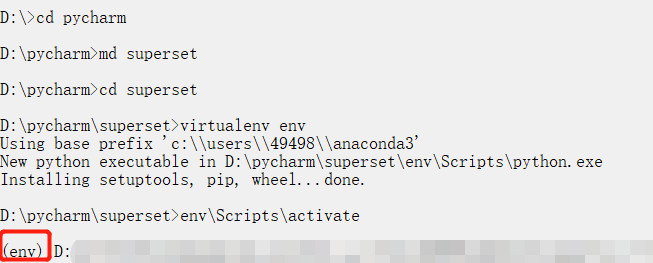 D:\>cd pycharm
D:\pycharm>md superset
D:\pycharm>cd superset
D:\pycharm\superset>virtualenv env
Using base prefix 'c:\\users\\49498\\anaconda3'
New python executable in D:\pycharm\superset\env\Scripts\python.exe
Installing setuptools, pip, wheel...done.
D:\pycharm\superset>env\Scripts\activate
(env) D: